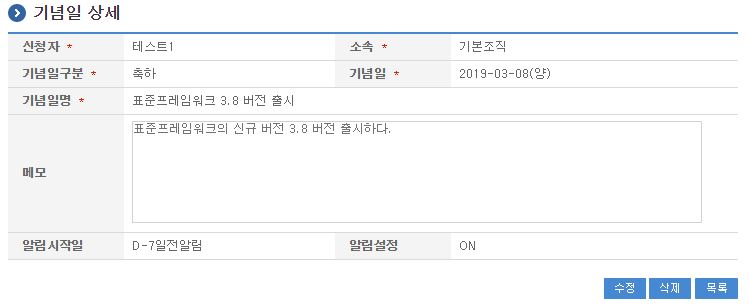 기념일 상세
신청자 * 테스트1 소속 * 기본조직
기념일구분 * 축하 기념일 * 2019-03-08(양)
기념일명 * 표준프레임워크 3.8 버전 출시
메모 표준프레임워크의 신규 버전 3.8 버전 출시하다.
알림시작일 D-7일전알림 알림설정 ON
수정 삭제 목록